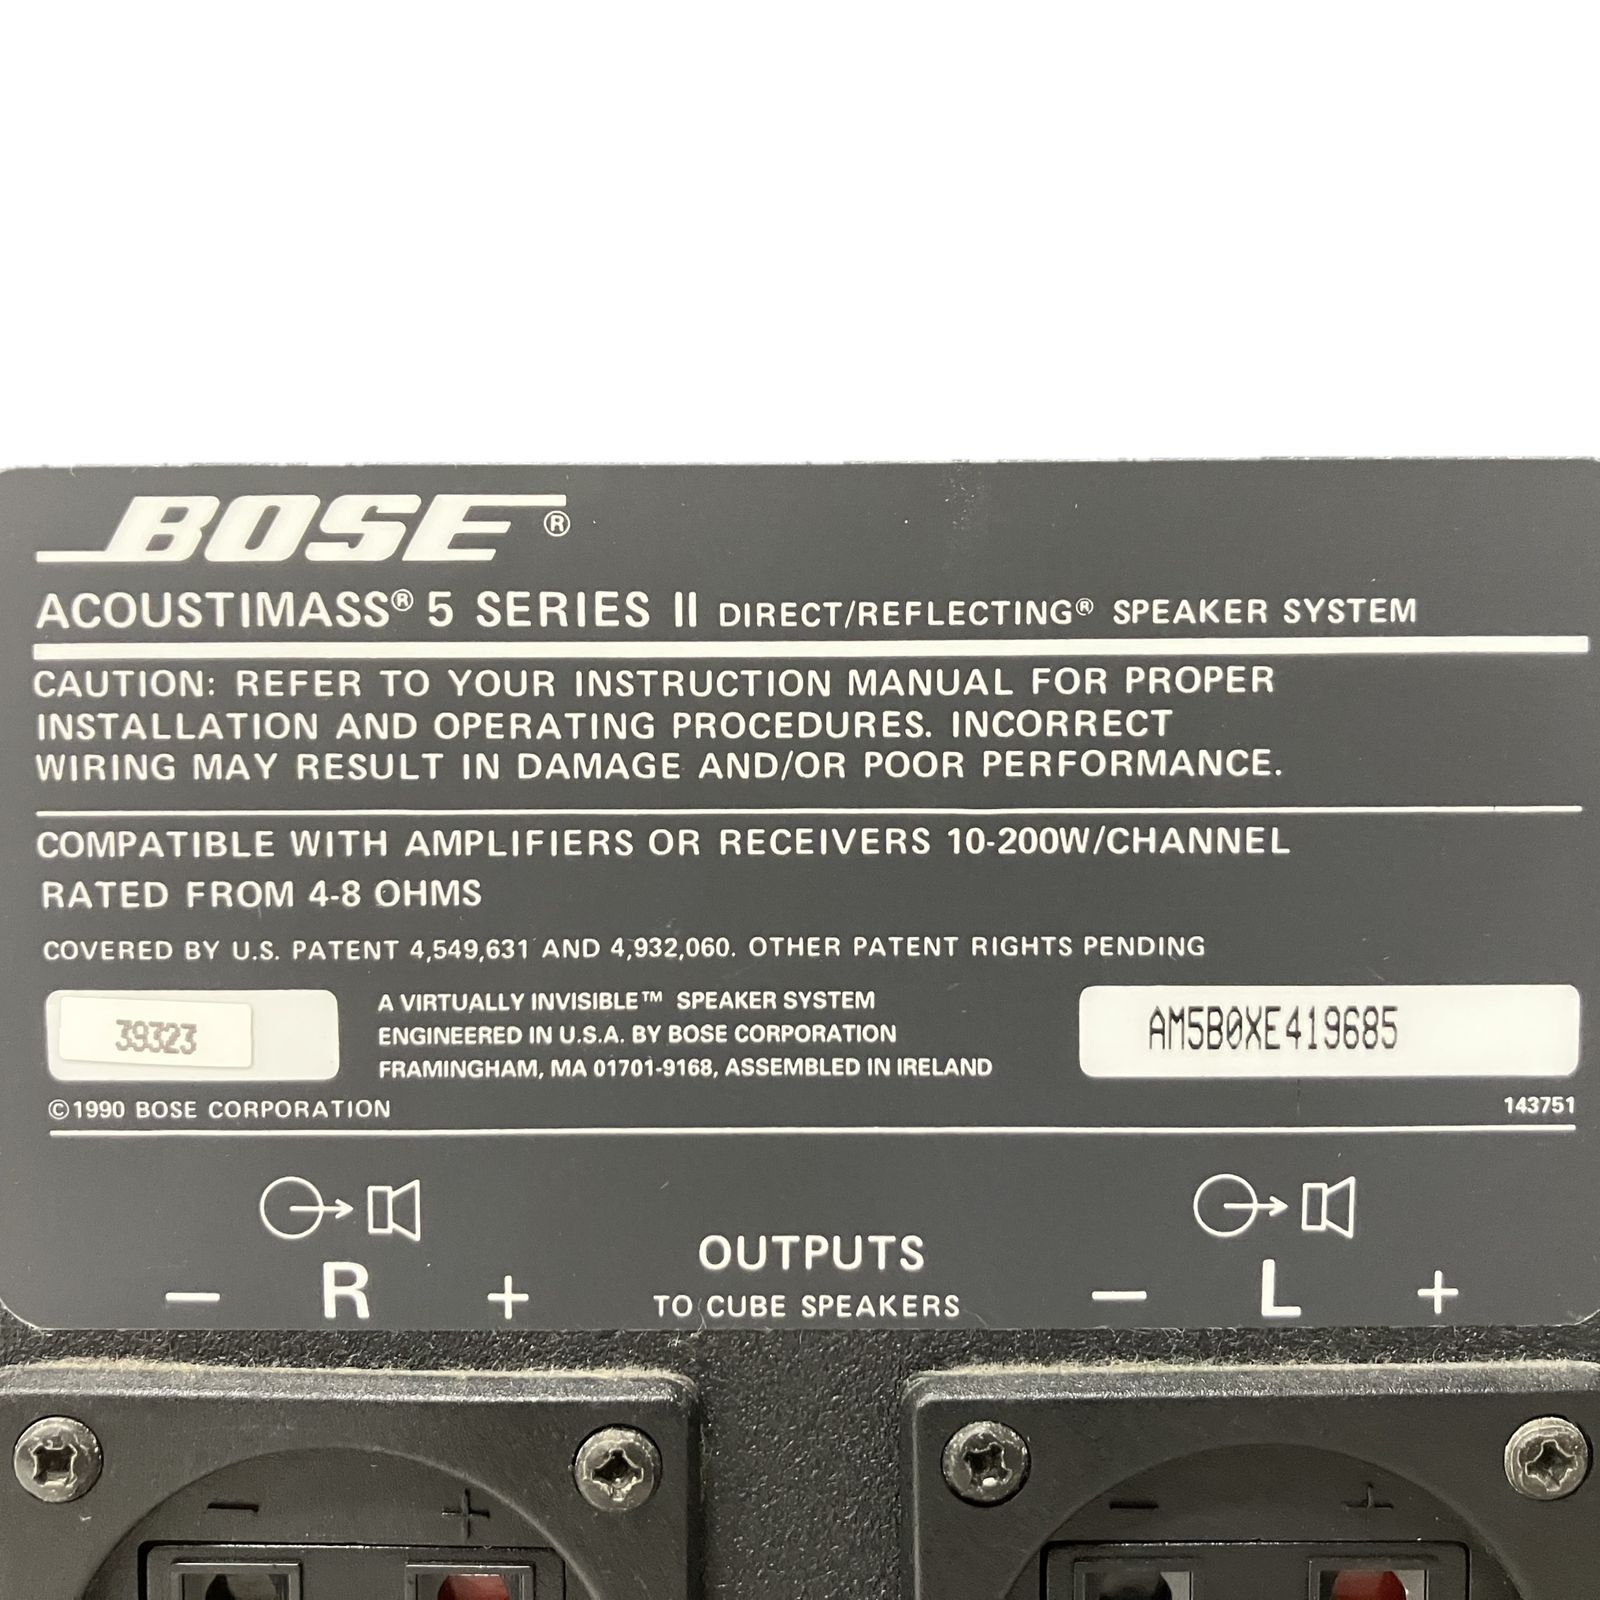 BOSE®
ACOUSTIMASS® 5 SERIES II DIRECT/REFLECTING® SPEAKER SYSTEM
CAUTION: REFER TO YOUR INSTRUCTION MANUAL FOR PROPER
INSTALLATION AND OPERATING PROCEDURES. INCORRECT
WIRING MAY RESULT IN DAMAGE AND/OR POOR PERFORMANCE.
COMPATIBLE WITH AMPLIFIERS OR RECEIVERS 10-200W/CHANNEL
RATED FROM 4-8 OHMS
COVERED BY U.S. PATENT 4,549,631 AND 4,932,060. OTHER PATENT RIGHTS PENDING
39323
A VIRTUALLY INVISIBLE™ SPEAKER SYSTEM
ENGINEERED IN U.S.A. BY BOSE CORPORATION
FRAMINGHAM, MA 01701-9168, ASSEMBLED IN IRELAND
AM5B0XE419685
©1990 BOSE CORPORATION
143751
− R +
OUTPUTS
TO CUBE SPEAKERS
− L +
− +
− +